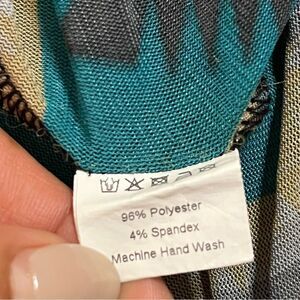 96% Polyester
4% Spandex
Machine Hand Wash